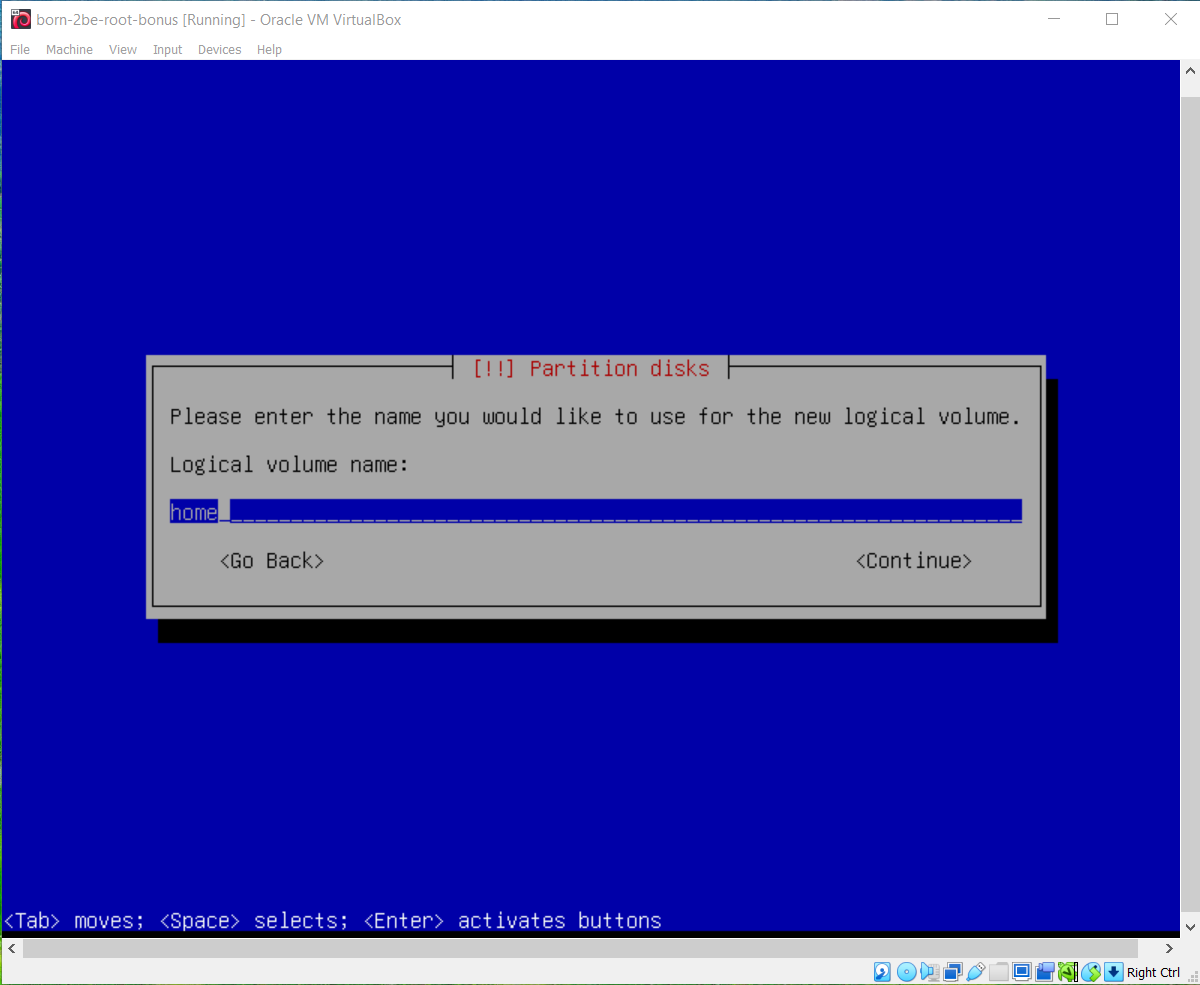 born-2be-root-bonus [Running] - Oracle VM VirtualBox
File Machine View Input Devices Help
[!!] Partition disks
Please enter the name you would like to use for the new logical volume.
Logical volume name:
home
<Go Back> <Continue>
<Tab> moves; <Space> selects; <Enter> activates buttons
Right Ctrl